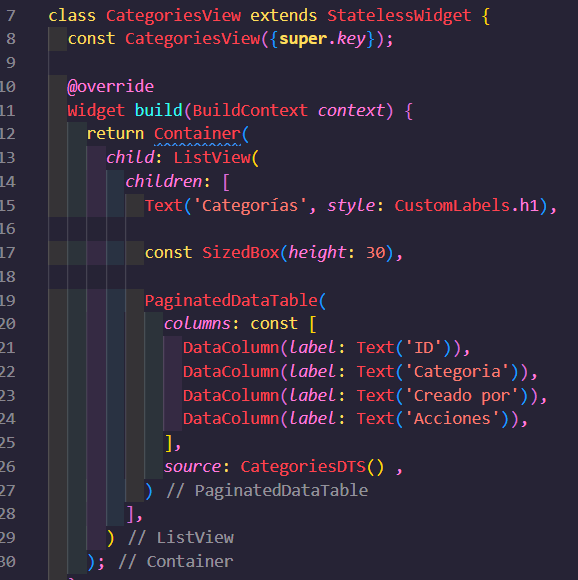 7 class CategoriesView extends StatelessWidget {
8   const CategoriesView({super.key});
9
10   @override
11   Widget build(BuildContext context) {
12     return Container(
13       child: ListView(
14         children: [
15           Text('Categorías', style: CustomLabels.h1),
16
17           const SizedBox(height: 30),
18
19           PaginatedDataTable(
20             columns: const [
21               DataColumn(label: Text('ID')),
22               DataColumn(label: Text('Categoria')),
23               DataColumn(label: Text('Creado por')),
24               DataColumn(label: Text('Acciones')),
25             ],
26             source: CategoriesDTS() ,
27           ) // PaginatedDataTable
28         ],
29       ) // ListView
30     ); // Container